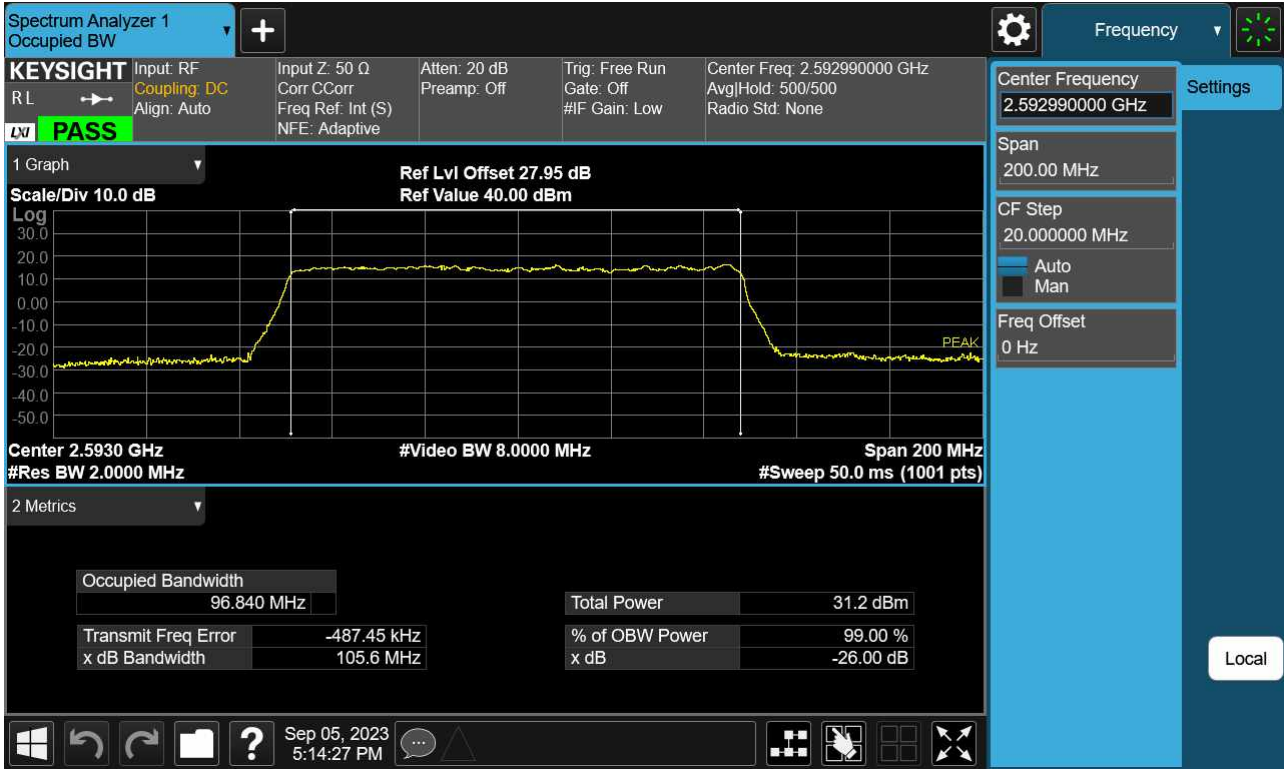 Spectrum Analyzer 1
Occupied BW
Frequency
KEYSIGHT
RL
LXI
PASS
Input: RF
Coupling: DC
Align: Auto
Input Z: 50 Ω
Corr CCorr
Freq Ref: Int (S)
NFE: Adaptive
Atten: 20 dB
Preamp: Off
Trig: Free Run
Gate: Off
#IF Gain: Low
Center Freq: 2.592990000 GHz
Avg|Hold: 500/500
Radio Std: None
Center Frequency
2.592990000 GHz
Settings
Span
200.00 MHz
CF Step
20.000000 MHz
Auto
Man
Freq Offset
0 Hz
Local
1 Graph
Scale/Div 10.0 dB
Ref Lvl Offset 27.95 dB
Ref Value 40.00 dBm
Log
30.0
20.0
10.0
0.00
-10.0
-20.0
-30.0
-40.0
-50.0
PEAK
Center 2.5930 GHz
#Video BW 8.0000 MHz
Span 200 MHz
#Res BW 2.0000 MHz
#Sweep 50.0 ms (1001 pts)
2 Metrics
Occupied Bandwidth
96.840 MHz
Total Power 31.2 dBm
Transmit Freq Error -487.45 kHz
% of OBW Power 99.00 %
x dB Bandwidth 105.6 MHz
x dB -26.00 dB
Sep 05, 2023
5:14:27 PM